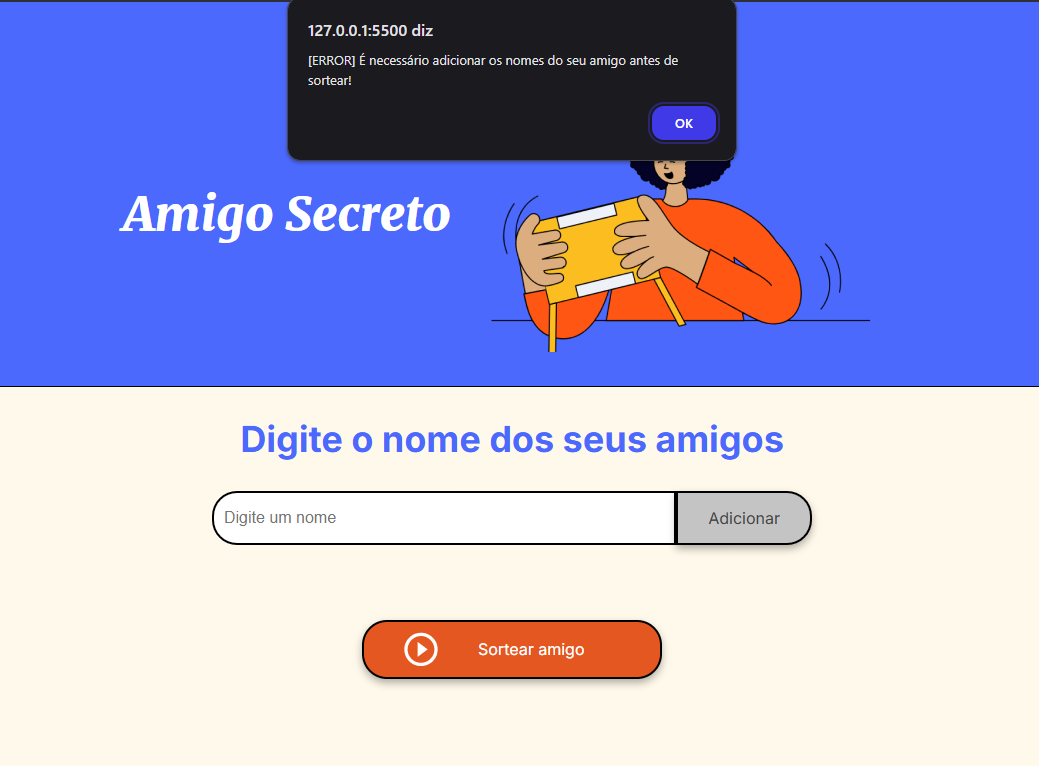 127.0.0.1:5500 diz
[ERROR] É necessário adicionar os nomes do seu amigo antes de
sortear!
OK
Amigo Secreto
Digite o nome dos seus amigos
Digite um nome
Adicionar
Sortear amigo